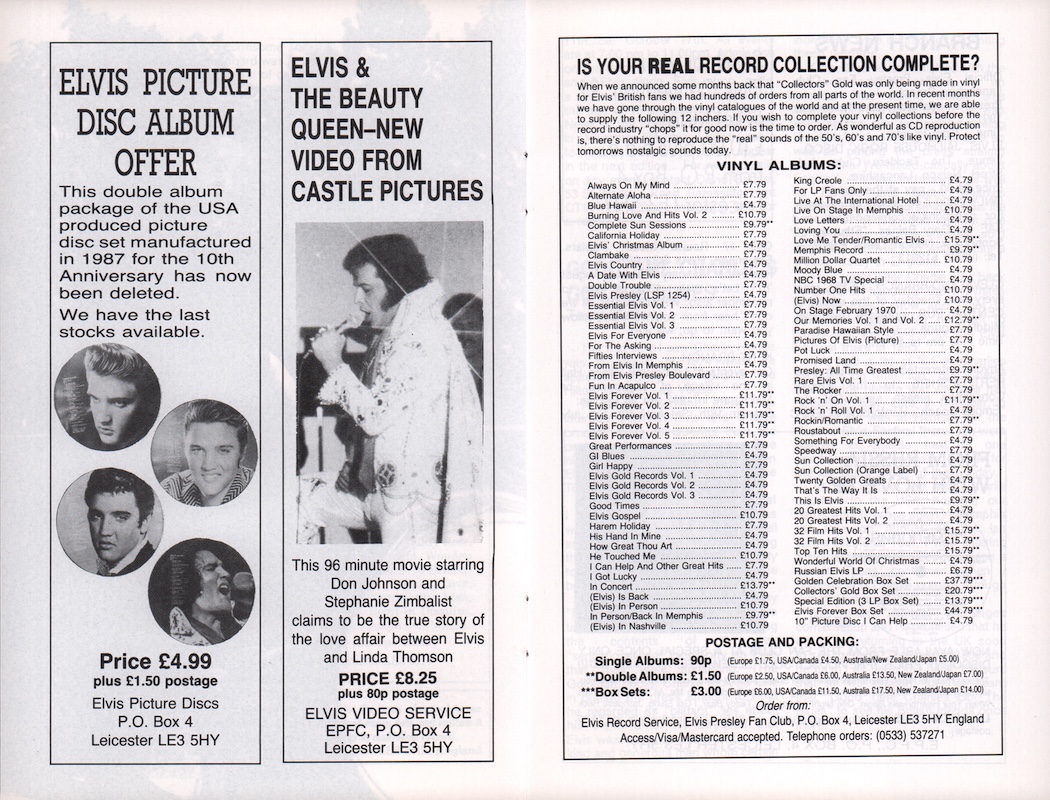 ELVIS PICTURE
DISC ALBUM
OFFER
This double album
package of the USA
produced picture
disc set manufactured
in 1987 for the 10th
Anniversary has now
been deleted.
We have the last
stocks available.
Price £4.99
plus £1.50 postage
Elvis Picture Discs
P.O. Box 4
Leicester LE3 5HY
ELVIS &
THE BEAUTY
QUEEN–NEW
VIDEO FROM
CASTLE PICTURES
This 96 minute movie starring
Don Johnson and
Stephanie Zimbalist
claims to be the true story of
the love affair between Elvis
and Linda Thomson
PRICE £8.25
plus 80p postage
ELVIS VIDEO SERVICE
EPFC, P.O. Box 4
Leicester LE3 5HY
IS YOUR REAL RECORD COLLECTION COMPLETE?
When we announced some months back that "Collectors" Gold was only being made in vinyl
for Elvis' British fans we had hundreds of orders from all parts of the world. In recent months
we have gone through the vinyl catalogues of the world and at the present time, we are able
to supply the following 12 inchers. If you wish to complete your vinyl collections before the
record industry "chops" it for good now is the time to order. As wonderful as CD reproduction
is, there's nothing to reproduce the "real" sounds of the 50's, 60's and 70's like vinyl. Protect
tomorrows nostalgic sounds today.
VINYL ALBUMS:
Always On My Mind ........ £7.79
Alternate Aloha ........ £7.79
Blue Hawaii ........ £4.79
Burning Love And Hits Vol. 2 ........ £10.79
Complete Sun Sessions ........ £9.79**
California Holiday ........ £7.79
Elvis' Christmas Album ........ £4.79
Clambake ........ £7.79
Elvis Country ........ £4.79
A Date With Elvis ........ £4.79
Double Trouble ........ £7.79
Elvis Presley (LSP 1254) ........ £4.79
Essential Elvis Vol. 1 ........ £7.79
Essential Elvis Vol. 2 ........ £7.79
Essential Elvis Vol. 3 ........ £7.79
Elvis For Everyone ........ £4.79
For The Asking ........ £4.79
Fifties Interviews ........ £7.79
From Elvis In Memphis ........ £4.79
From Elvis Presley Boulevard ........ £7.79
Fun In Acapulco ........ £7.79
Elvis Forever Vol. 1 ........ £11.79**
Elvis Forever Vol. 2 ........ £11.79**
Elvis Forever Vol. 3 ........ £11.79**
Elvis Forever Vol. 4 ........ £11.79**
Elvis Forever Vol. 5 ........ £11.79**
Great Performances ........ £7.79
GI Blues ........ £4.79
Girl Happy ........ £7.79
Elvis Gold Records Vol. 1 ........ £4.79
Elvis Gold Records Vol. 2 ........ £4.79
Elvis Gold Records Vol. 3 ........ £4.79
Good Times ........ £7.79
Elvis Gospel ........ £10.79
Harem Holiday ........ £7.79
His Hand In Mine ........ £4.79
How Great Thou Art ........ £4.79
He Touched Me ........ £10.79
I Can Help And Other Great Hits ........ £7.79
I Got Lucky ........ £4.79
In Concert ........ £13.79**
(Elvis) Is Back ........ £4.79
(Elvis) In Person ........ £10.79
In Person/Back In Memphis ........ £9.79**
(Elvis) In Nashville ........ £10.79
King Creole ........ £4.79
For LP Fans Only ........ £4.79
Live At The International Hotel ........ £4.79
Live On Stage In Memphis ........ £10.79
Love Letters ........ £4.79
Loving You ........ £4.79
Love Me Tender/Romantic Elvis ..... £15.79**
Memphis Record ........ £9.79**
Million Dollar Quartet ........ £10.79
Moody Blue ........ £4.79
NBC 1968 TV Special ........ £4.79
Number One Hits ........ £10.79
(Elvis) Now ........ £10.79
On Stage February 1970 ........ £4.79
Our Memories Vol. 1 and Vol. 2 ..... £12.79**
Paradise Hawaiian Style ........ £7.79
Pictures Of Elvis (Picture) ........ £7.79
Pot Luck ........ £4.79
Promised Land ........ £4.79
Presley: All Time Greatest ........ £9.79**
Rare Elvis Vol. 1 ........ £7.79
The Rocker ........ £7.79
Rock 'n' On Vol. 1 ........ £11.79**
Rock 'n' Roll Vol. 1 ........ £4.79
Rockin/Romantic ........ £7.79**
Roustabout ........ £7.79
Something For Everybody ........ £4.79
Speedway ........ £7.79
Sun Collection ........ £4.79
Sun Collection (Orange Label) ........ £7.79
Twenty Golden Greats ........ £4.79
That's The Way It Is ........ £4.79
This Is Elvis ........ £9.79**
20 Greatest Hits Vol. 1 ........ £4.79
20 Greatest Hits Vol. 2 ........ £4.79
32 Film Hits Vol. 1 ........ £15.79**
32 Film Hits Vol. 2 ........ £15.79**
Top Ten Hits ........ £15.79**
Wonderful World Of Christmas ........ £4.79
Russian Elvis LP ........ £6.79
Golden Celebration Box Set ........ £37.79***
Collectors' Gold Box Set ........ £20.79***
Special Edition (3 LP Box Set) ........ £13.79***
Elvis Forever Box Set ........ £44.79***
10" Picture Disc I Can Help ........ £4.79
POSTAGE AND PACKING:
Single Albums: 90p (Europe £1.75, USA/Canada £4.50, Australia/New Zealand/Japan £5.00)
**Double Albums: £1.50 (Europe £2.50, USA/Canada £6.00, Australia £13.50, New Zealand/Japan £7.00)
***Box Sets: £3.00 (Europe £6.00, USA/Canada £11.50, Australia £17.50, New Zealand/Japan £14.00)
Order from:
Elvis Record Service, Elvis Presley Fan Club, P.O. Box 4, Leicester LE3 5HY England
Access/Visa/Mastercard accepted. Telephone orders: (0533) 537271